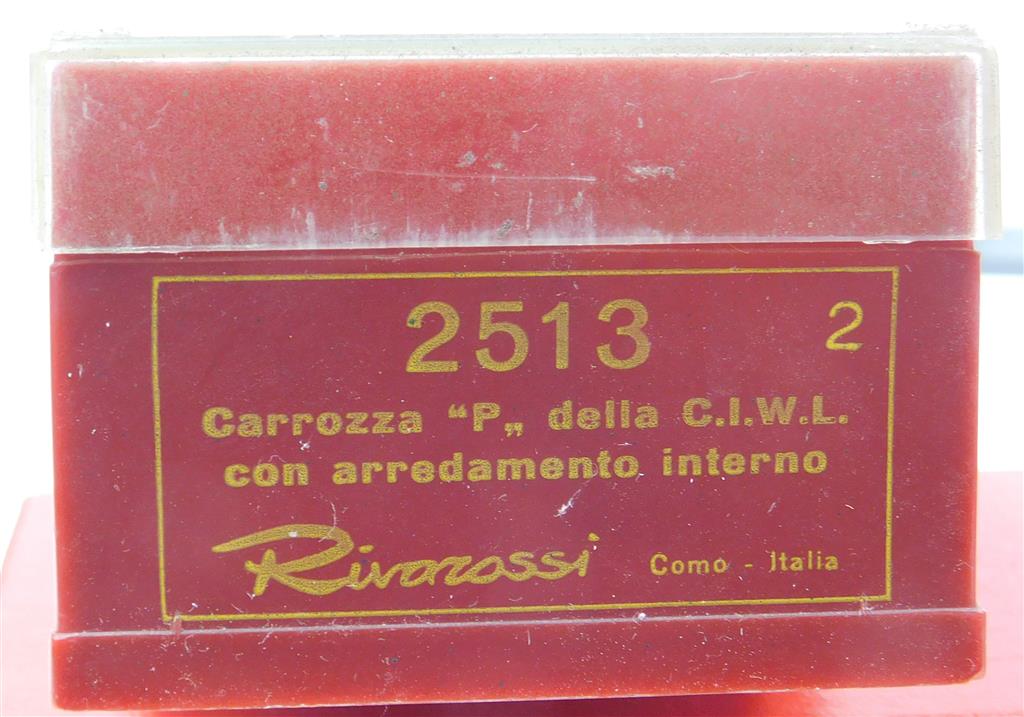 2513 2
Carrozza “P„ della C.I.W.L.
con arredamento interno
Rivarossi Como - Italia